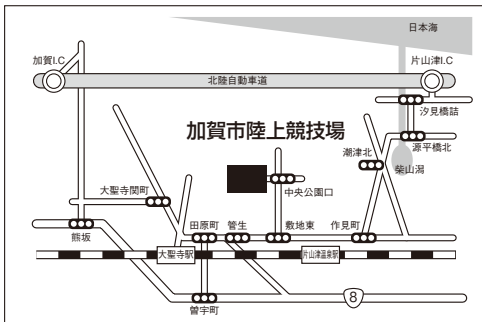 日本海
加賀I.C
片山津I.C
北陸自動車道
汐見橋詰
加賀市陸上競技場
源平橋北
潮津北
柴山潟
中央公園口
大聖寺関町
田原町
菅生
敷地東
作見町
熊坂
大聖寺駅
片山津温泉駅
曽宇町
8